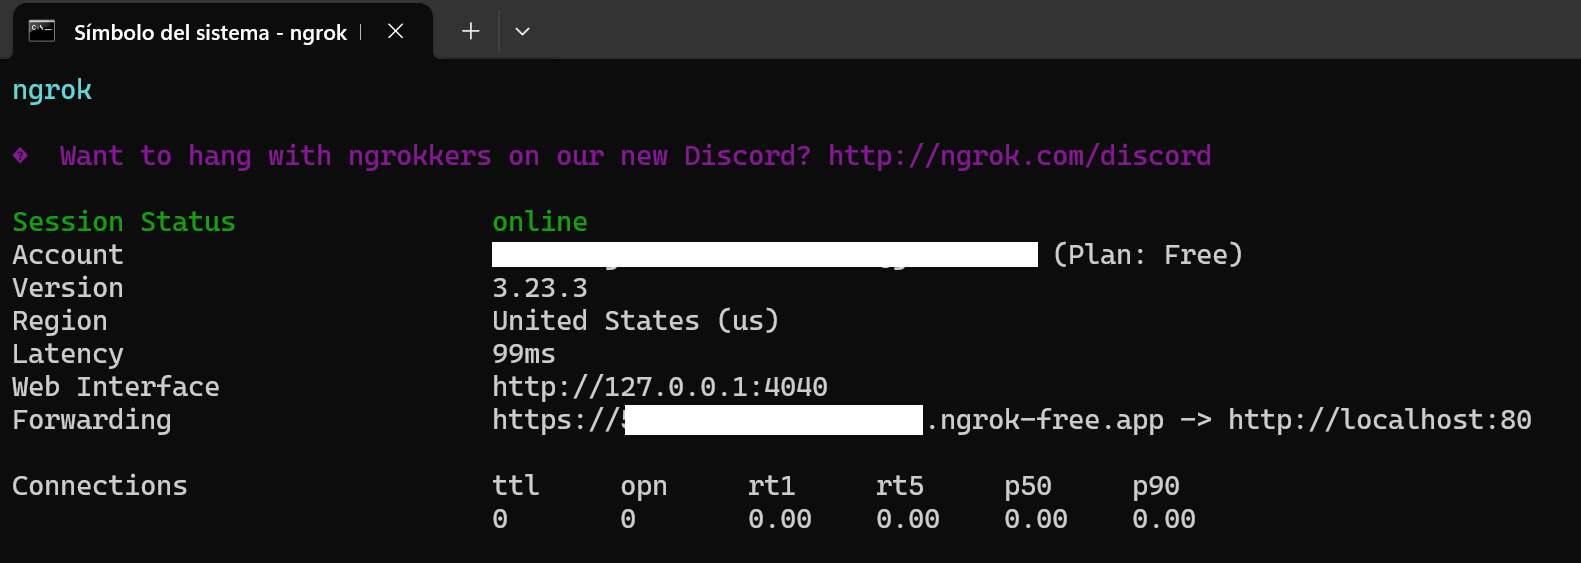 Símbolo del sistema - ngrok
ngrok
Want to hang with ngrokkers on our new Discord? http://ngrok.com/discord
Session Status online
Account (Plan: Free)
Version 3.23.3
Region United States (us)
Latency 99ms
Web Interface http://127.0.0.1:4040
Forwarding https:// .ngrok-free.app -> http://localhost:80
Connections ttl opn rt1 rt5 p50 p90
0 0 0.00 0.00 0.00 0.00